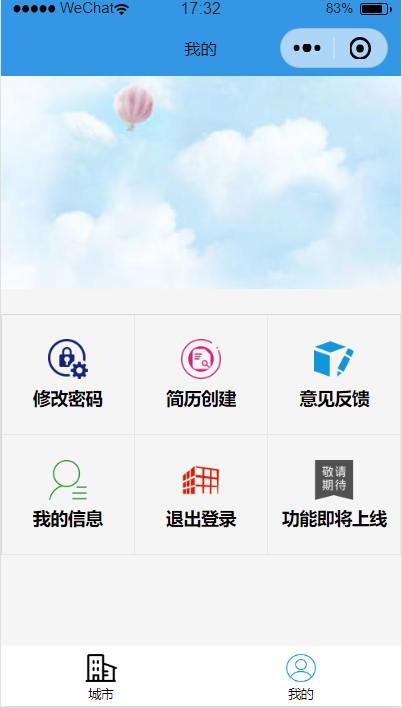 WeChat 17:32 83%
我的
修改密码 简历创建 意见反馈
敬请
期待
我的信息 退出登录 功能即将上线
城市 我的